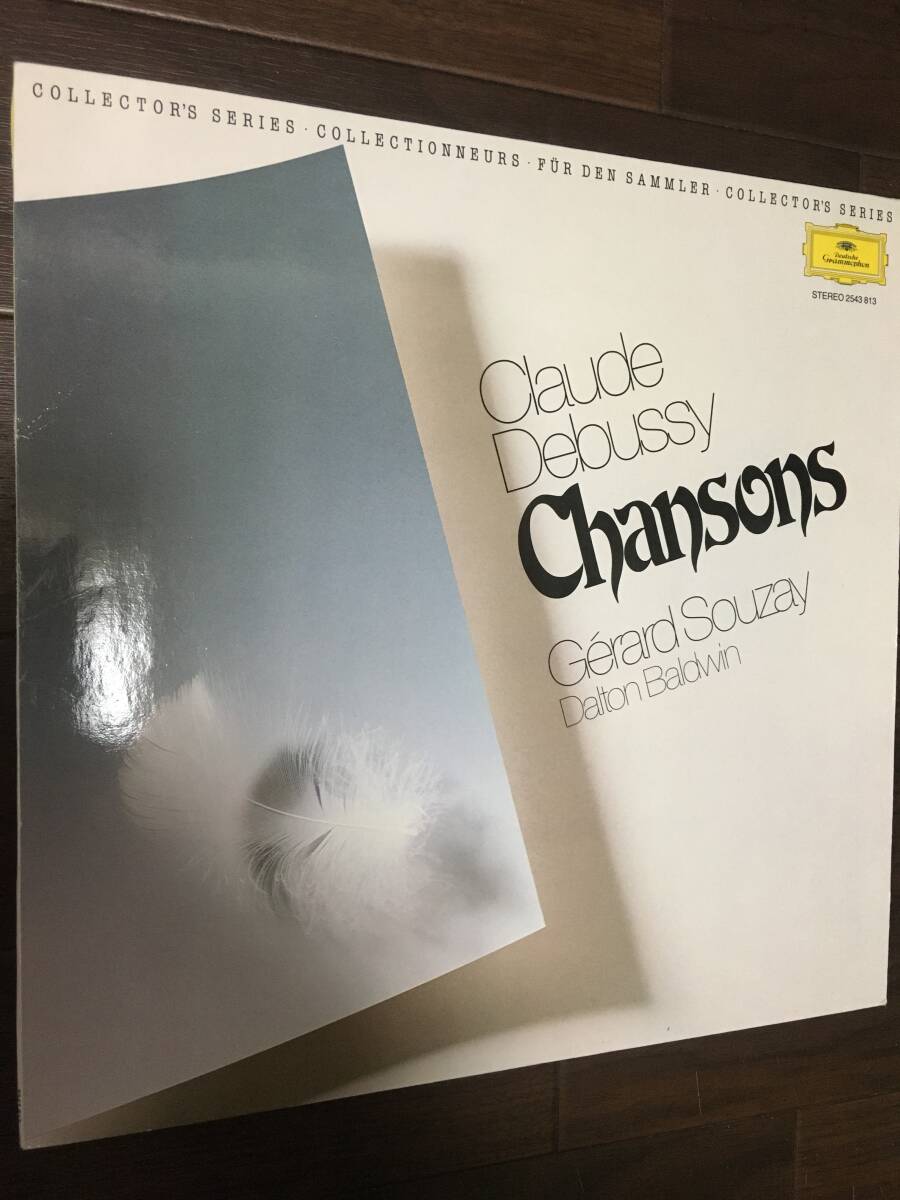 COLLECTOR'S SERIES · COLLECTIONNEURS · FÜR DEN SAMMLER · COLLECTOR'S SERIES
Deutsche
Grammophon
STEREO 2543 813
Claude
Debussy
Chansons
Gérard Souzay
Dalton Baldwin